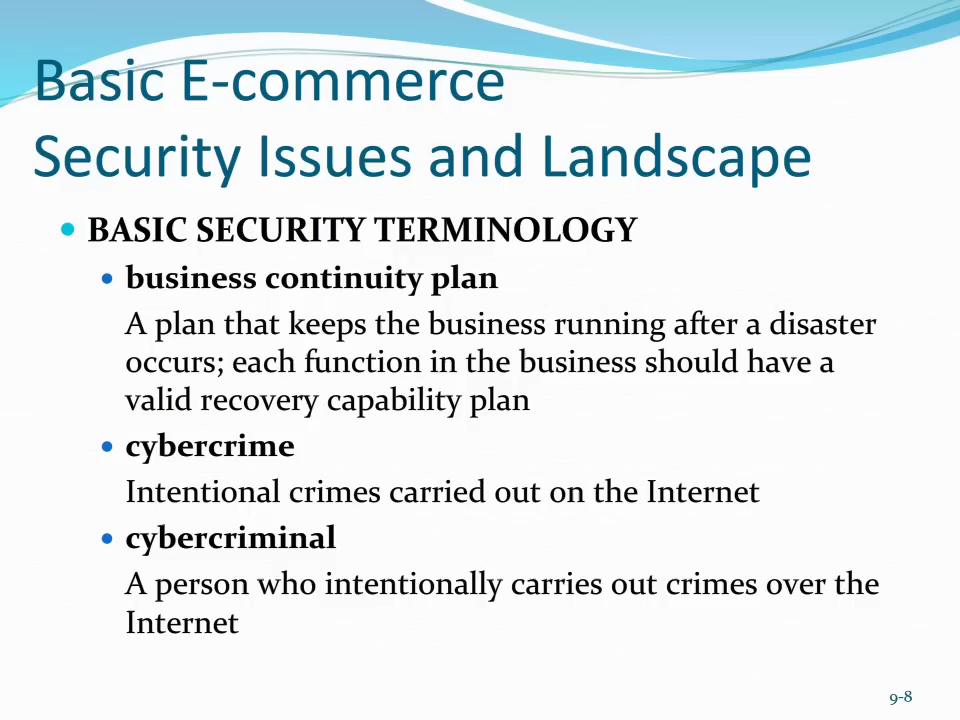 Basic E-commerce
Security Issues and Landscape
• BASIC SECURITY TERMINOLOGY
• business continuity plan
A plan that keeps the business running after a disaster
occurs; each function in the business should have a
valid recovery capability plan
• cybercrime
Intentional crimes carried out on the Internet
• cybercriminal
A person who intentionally carries out crimes over the
Internet
9-8